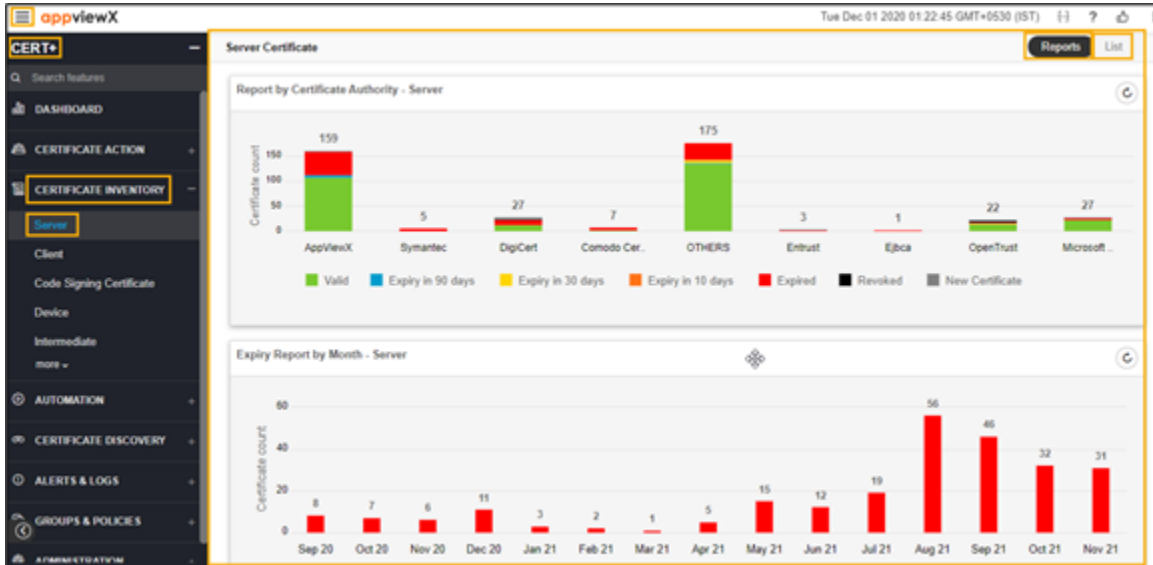 appviewX
Tue Dec 01 2020 01:22:45 GMT+0530 (IST)
CERT+
Search features
DASHBOARD
CERTIFICATE ACTION
CERTIFICATE INVENTORY
Server
Client
Code Signing Certificate
Device
Intermediate
more
AUTOMATION
CERTIFICATE DISCOVERY
ALERTS & LOGS
GROUPS & POLICIES
ADMINISTRATION
Server Certificate
Reports
List
Report by Certificate Authority - Server
Certificate count
150
100
50
0
159
5
27
7
175
3
1
22
27
AppViewX
Symantec
DigiCert
Comodo Cer..
OTHERS
Entrust
Ejbca
OpenTrust
Microsoft ..
Valid
Expiry in 90 days
Expiry in 30 days
Expiry in 10 days
Expired
Revoked
New Certificate
Expiry Report by Month - Server
Certificate count
60
40
20
0
8
7
6
11
3
2
1
5
15
12
19
56
46
32
31
Sep 20
Oct 20
Nov 20
Dec 20
Jan 21
Feb 21
Mar 21
Apr 21
May 21
Jun 21
Jul 21
Aug 21
Sep 21
Oct 21
Nov 21